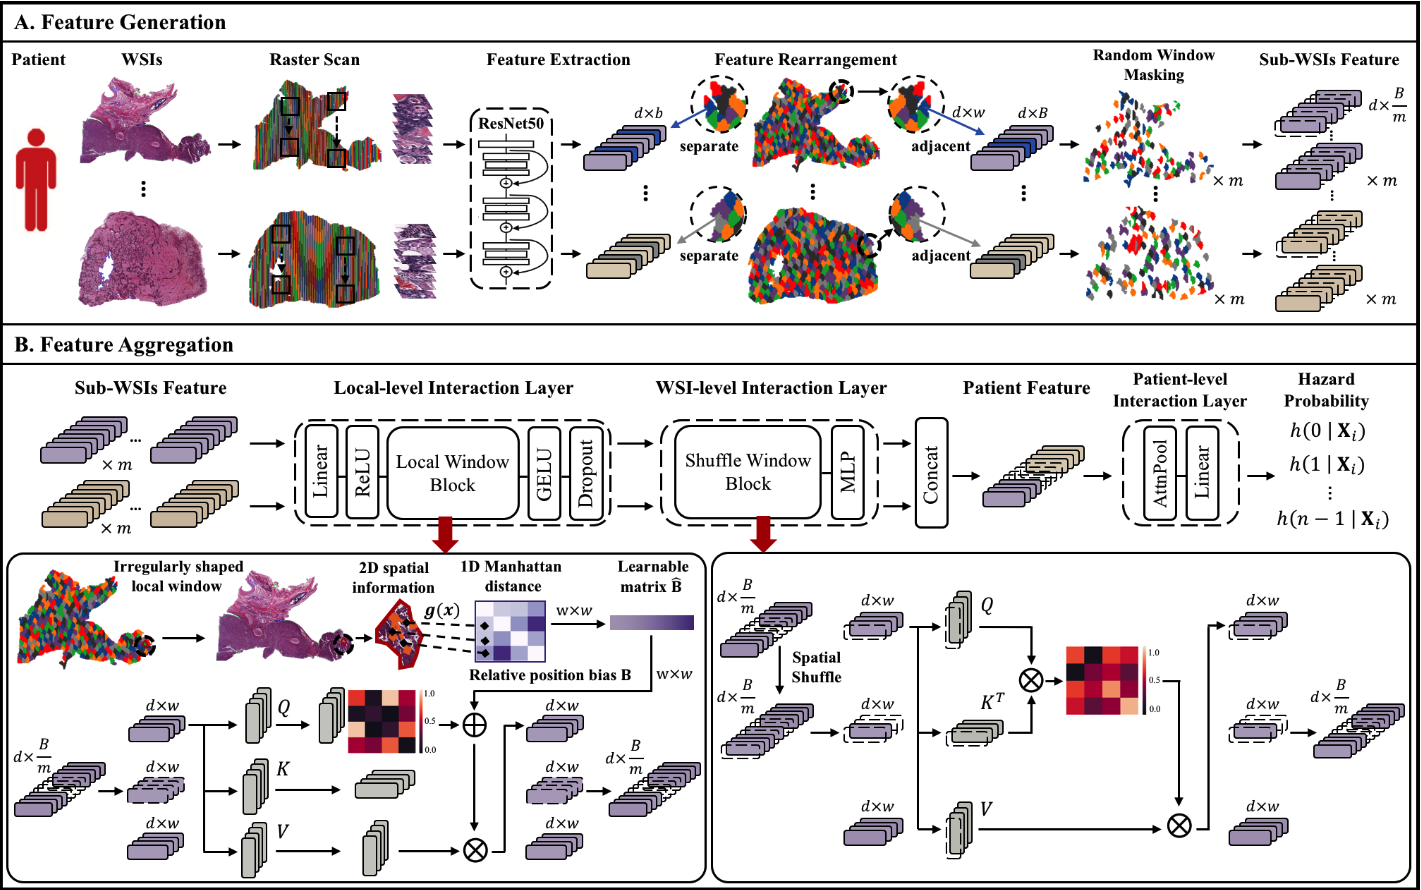 A. Feature Generation
Patient
WSIs
Raster Scan
Feature Extraction
Feature Rearrangement
Random Window
Masking
Sub-WSIs Feature
ResNet50
d×b
separate
d×w
adjacent
d×B
× m
d× B/m
× m
separate
adjacent
× m
× m
B. Feature Aggregation
Sub-WSIs Feature
Local-level Interaction Layer
WSI-level Interaction Layer
Patient Feature
Patient-level
Interaction Layer
Hazard
Probability
... × m
... × m
Linear
ReLU
Local Window
Block
GELU
Dropout
Shuffle Window
Block
MLP
Concat
AttnPool
Linear
h(0 | Xᵢ)
h(1 | Xᵢ)
⋮
h(n − 1 | Xᵢ)
Irregularly shaped
local window
2D spatial
information
g(x)
1D Manhattan
distance
w×w
Learnable
matrix B̂
Relative position bias B
w×w
d×w
Q
1.0
0.5
0.0
d×w
d× B/m
d×w
K
d×w
d× B/m
d×w
V
d×w
d× B/m
d×w
Q
d×w
Spatial
Shuffle
Kᵀ
1.0
0.5
0.0
d× B/m
d×w
d×w
d× B/m
d×w
V
d×w